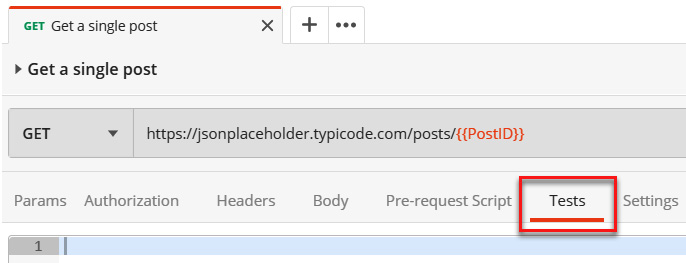 GET Get a single post
Get a single post
GET https://jsonplaceholder.typicode.com/posts/{{PostID}}
Params Authorization Headers Body Pre-request Script Tests Settings
1